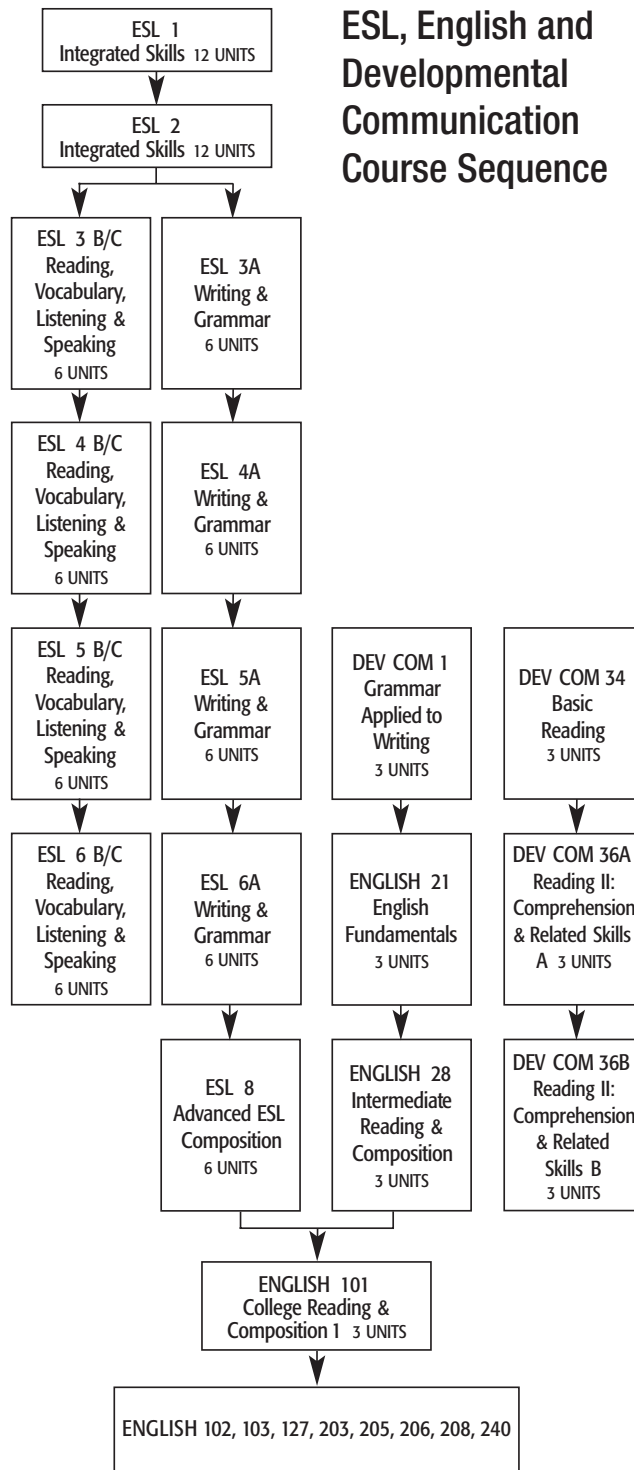 ESL, English and
Developmental
Communication
Course Sequence
ESL 1
Integrated Skills 12 UNITS
ESL 2
Integrated Skills 12 UNITS
ESL 3 B/C
Reading,
Vocabulary,
Listening &
Speaking
6 UNITS
ESL 3A
Writing &
Grammar
6 UNITS
ESL 4 B/C
Reading,
Vocabulary,
Listening &
Speaking
6 UNITS
ESL 4A
Writing &
Grammar
6 UNITS
ESL 5 B/C
Reading,
Vocabulary,
Listening &
Speaking
6 UNITS
ESL 5A
Writing &
Grammar
6 UNITS
DEV COM 1
Grammar
Applied to
Writing
3 UNITS
DEV COM 34
Basic
Reading
3 UNITS
ESL 6 B/C
Reading,
Vocabulary,
Listening &
Speaking
6 UNITS
ESL 6A
Writing &
Grammar
6 UNITS
ENGLISH 21
English
Fundamentals
3 UNITS
DEV COM 36A
Reading II:
Comprehension
& Related Skills
A 3 UNITS
ESL 8
Advanced ESL
Composition
6 UNITS
ENGLISH 28
Intermediate
Reading &
Composition
3 UNITS
DEV COM 36B
Reading II:
Comprehension
& Related
Skills B
3 UNITS
ENGLISH 101
College Reading &
Composition 1 3 UNITS
ENGLISH 102, 103, 127, 203, 205, 206, 208, 240